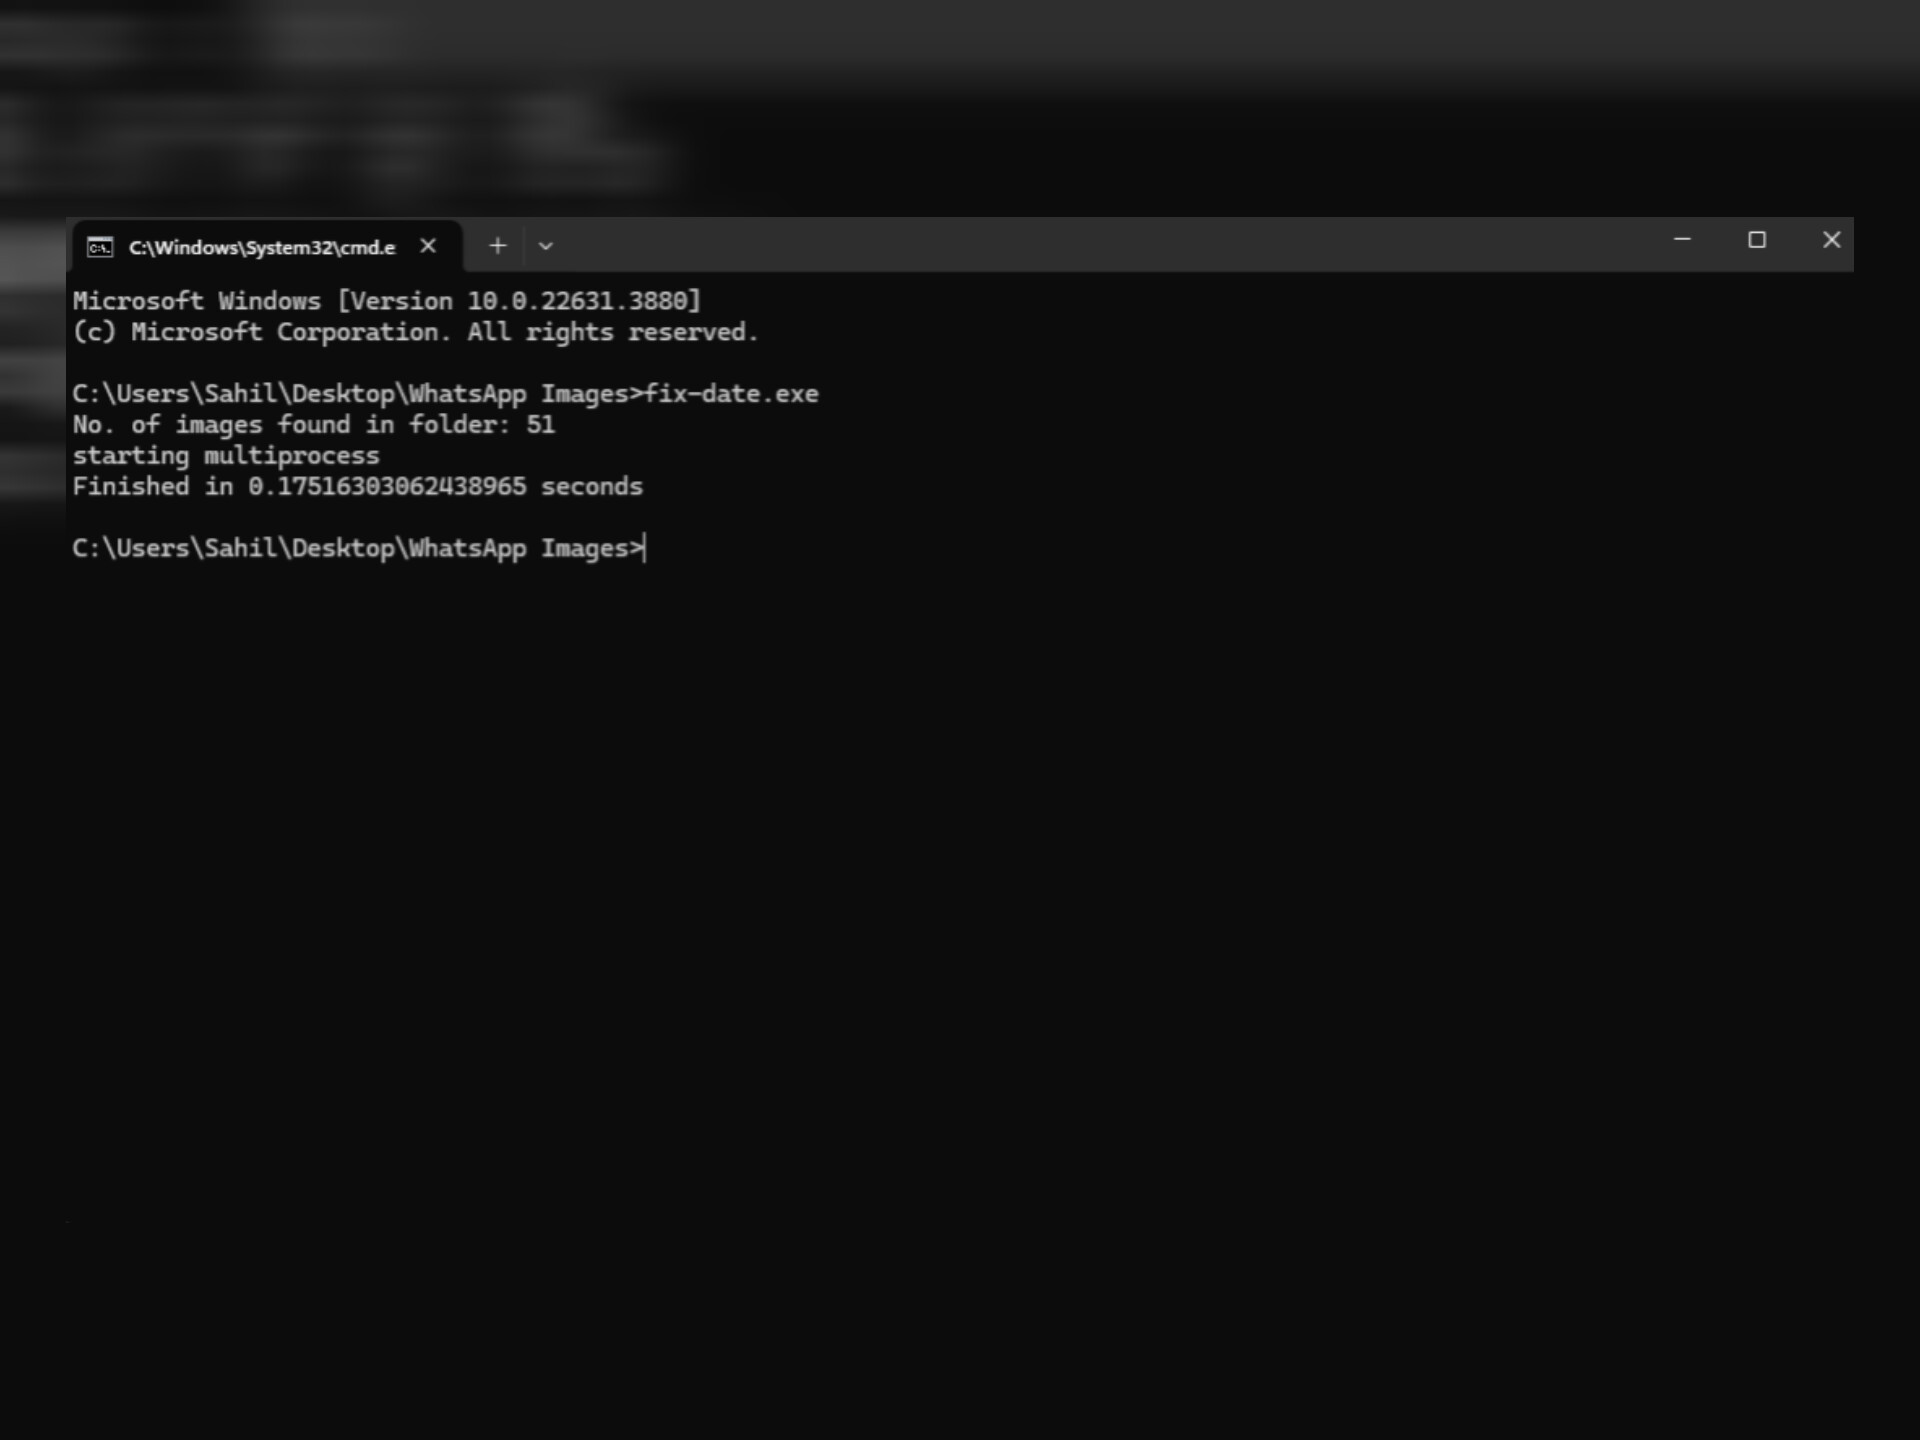 C:\Windows\System32\cmd.e
Microsoft Windows [Version 10.0.22631.3880]
(c) Microsoft Corporation. All rights reserved.
C:\Users\Sahil\Desktop\WhatsApp Images>fix-date.exe
No. of images found in folder: 51
starting multiprocess
Finished in 0.17516303062438965 seconds
C:\Users\Sahil\Desktop\WhatsApp Images>